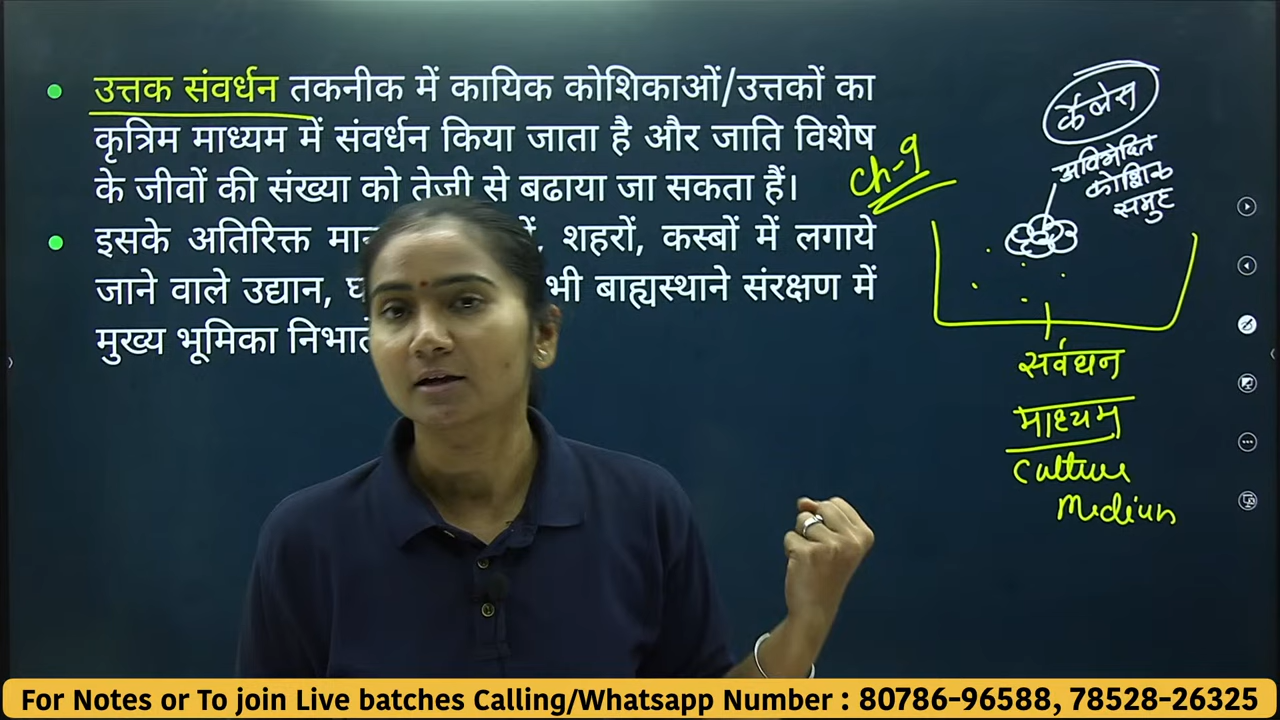 उत्तक संवर्धन तकनीक में कायिक कोशिकाओं/उत्तकों का
कृत्रिम माध्यम में संवर्धन किया जाता है और जाति विशेष
के जीवों की संख्या को तेजी से बढाया जा सकता हैं।
इसके अतिरिक्त शहरों, कस्बों में लगाये
जाने वाले उद्यान, भी बाह्यस्थाने संरक्षण में
मुख्य भूमिका
Ch-9
कैलस
अविभेदित
कोशिक
समुह
सर्वधन
माध्यम
Culture
Medium
For Notes or To join Live batches Calling/Whatsapp Number : 80786-96588, 78528-26325